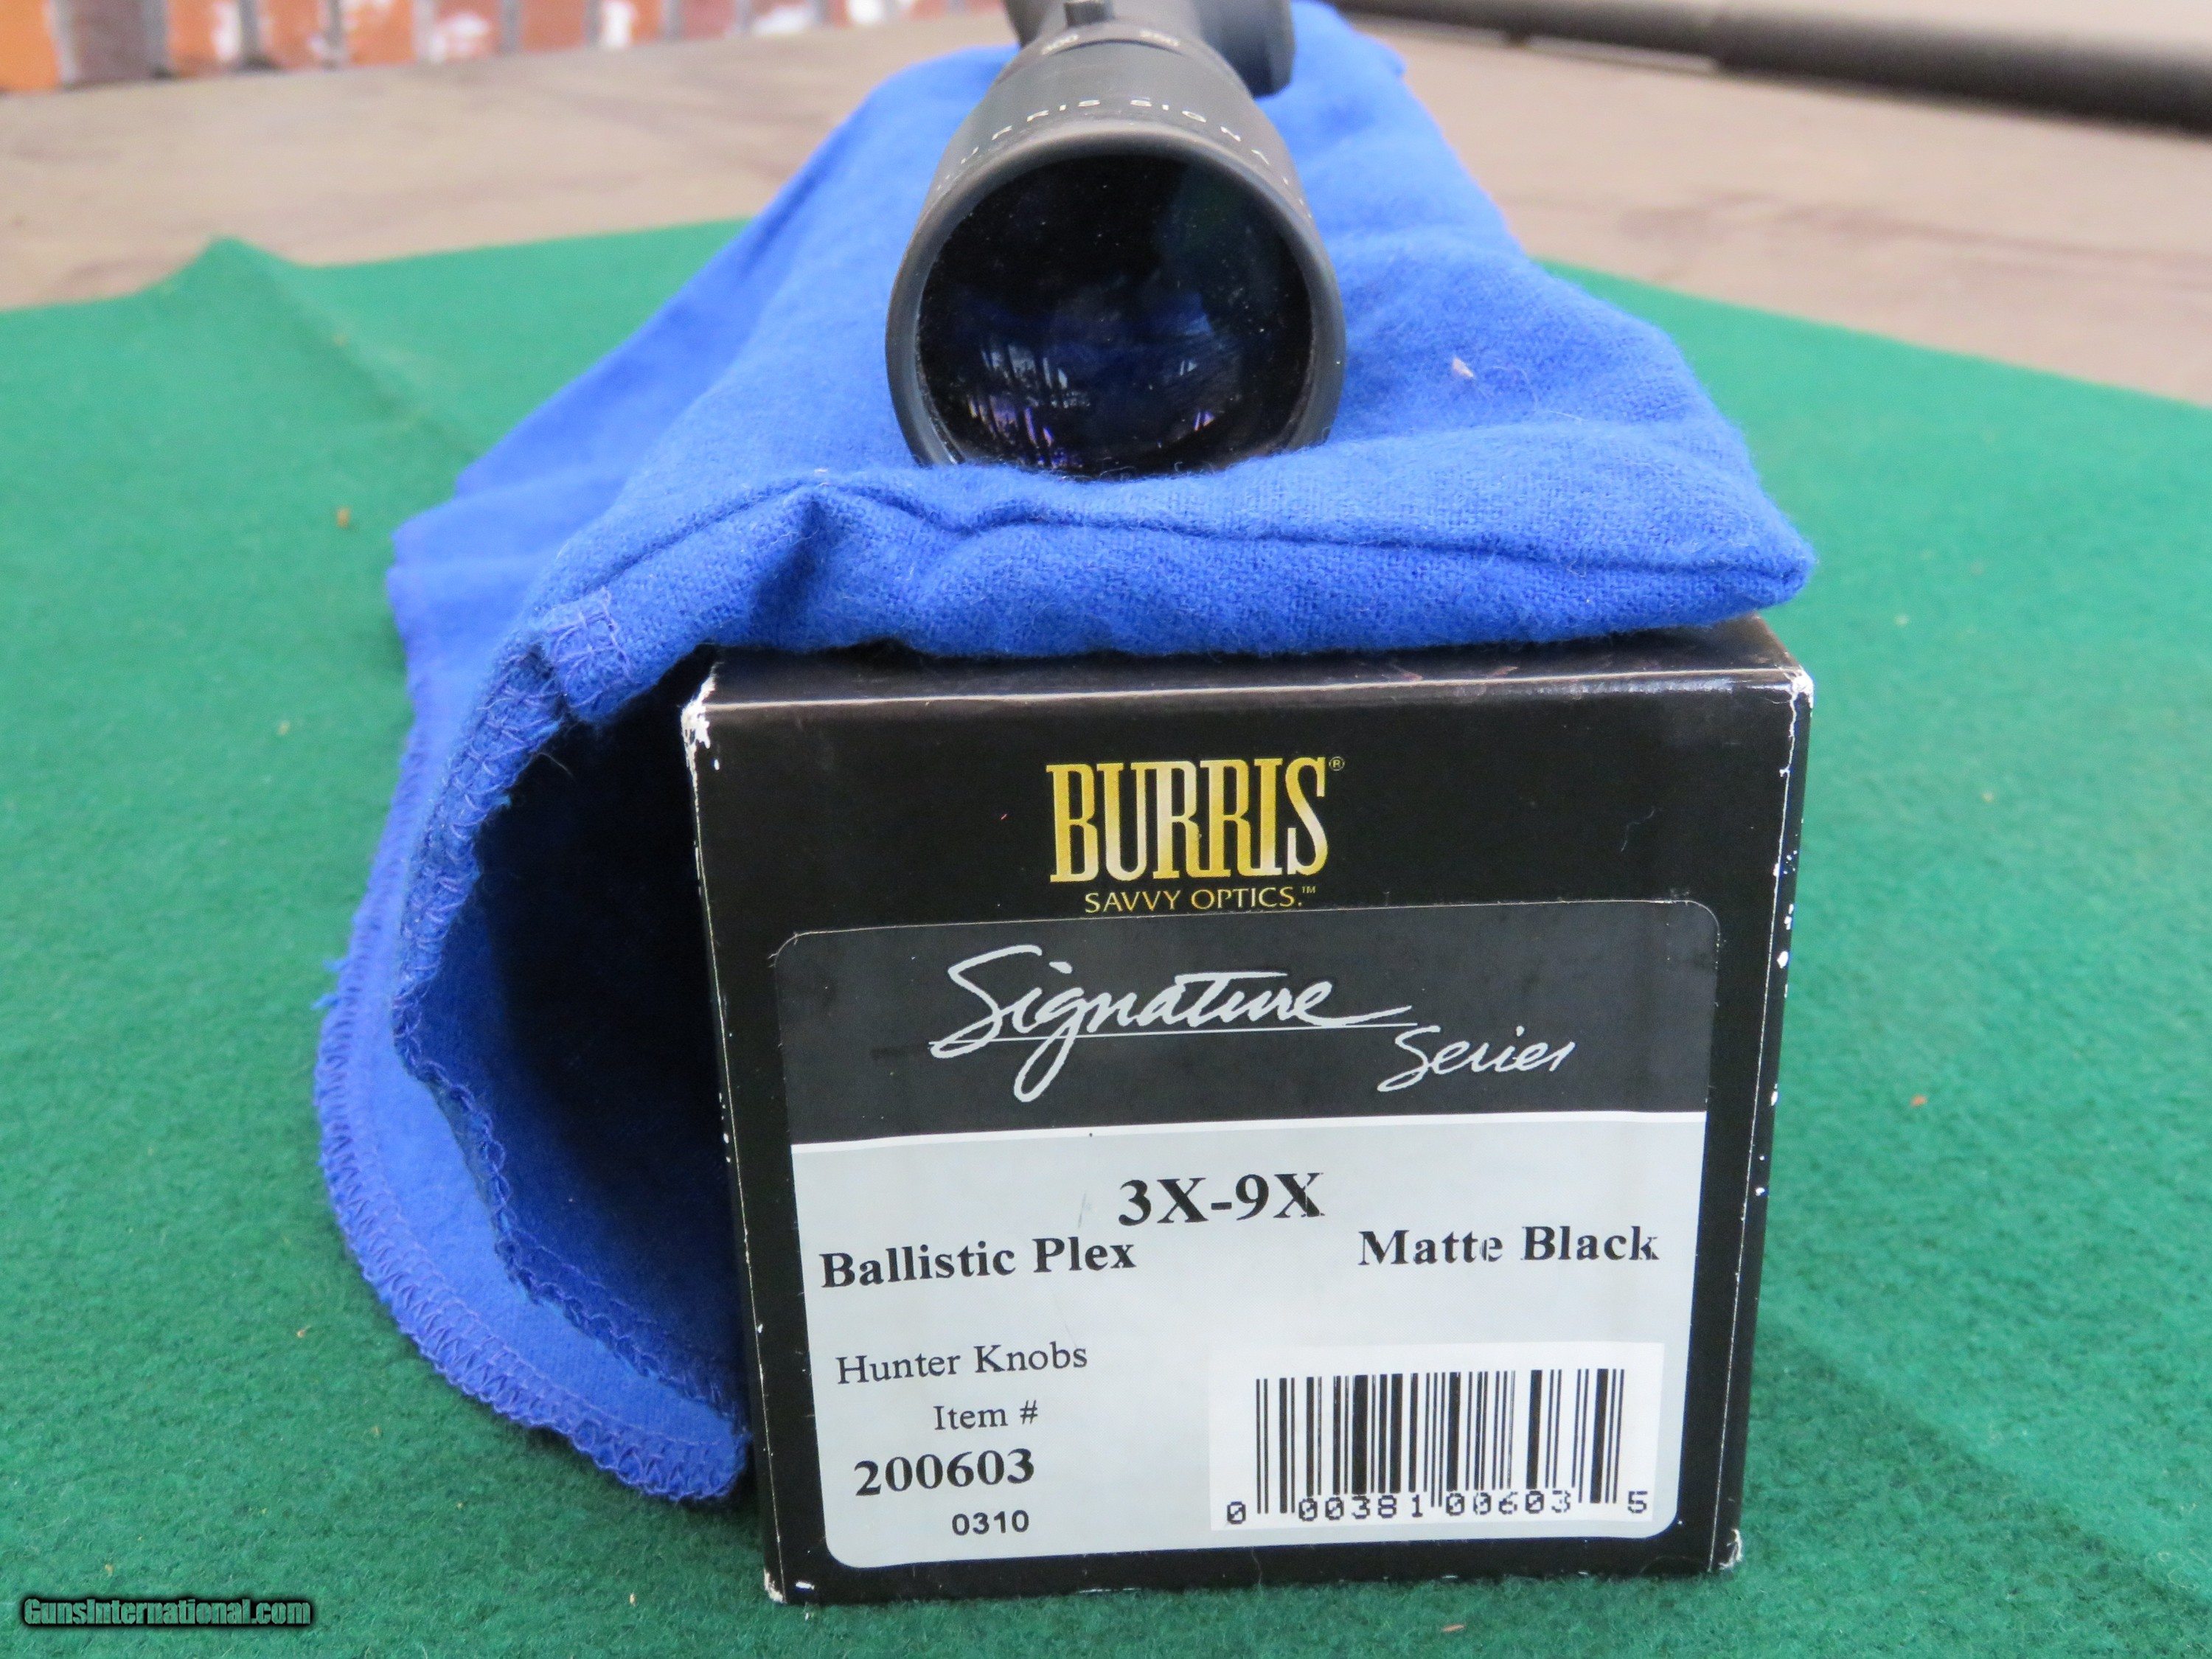 BURRIS®
SAVVY OPTICS.™
Signature
Series
3X-9X
Ballistic Plex
Matte Black
Hunter Knobs
Item #
200603
0310
0 00381 00603 5
GunsInternational.com